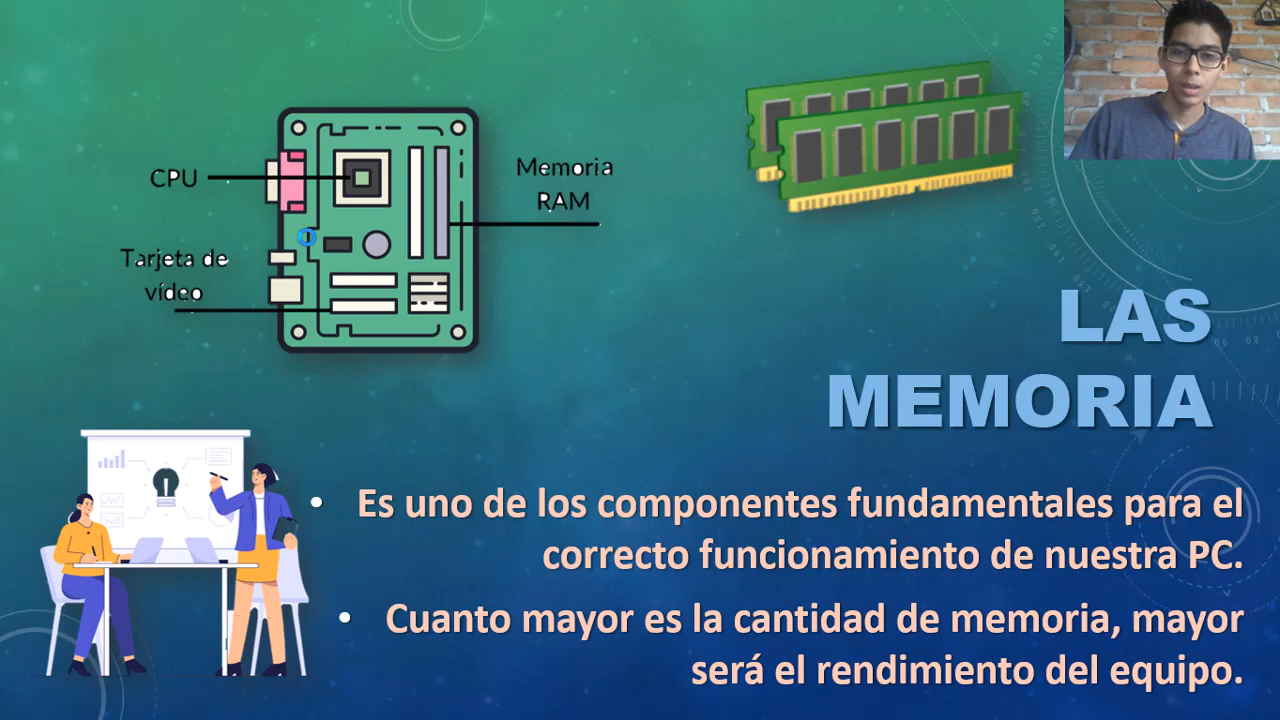 CPU
Tarjeta de
vídeo
Memoria
RAM
LAS
MEMORIA
• Es uno de los componentes fundamentales para el
correcto funcionamiento de nuestra PC.
• Cuanto mayor es la cantidad de memoria, mayor
será el rendimiento del equipo.